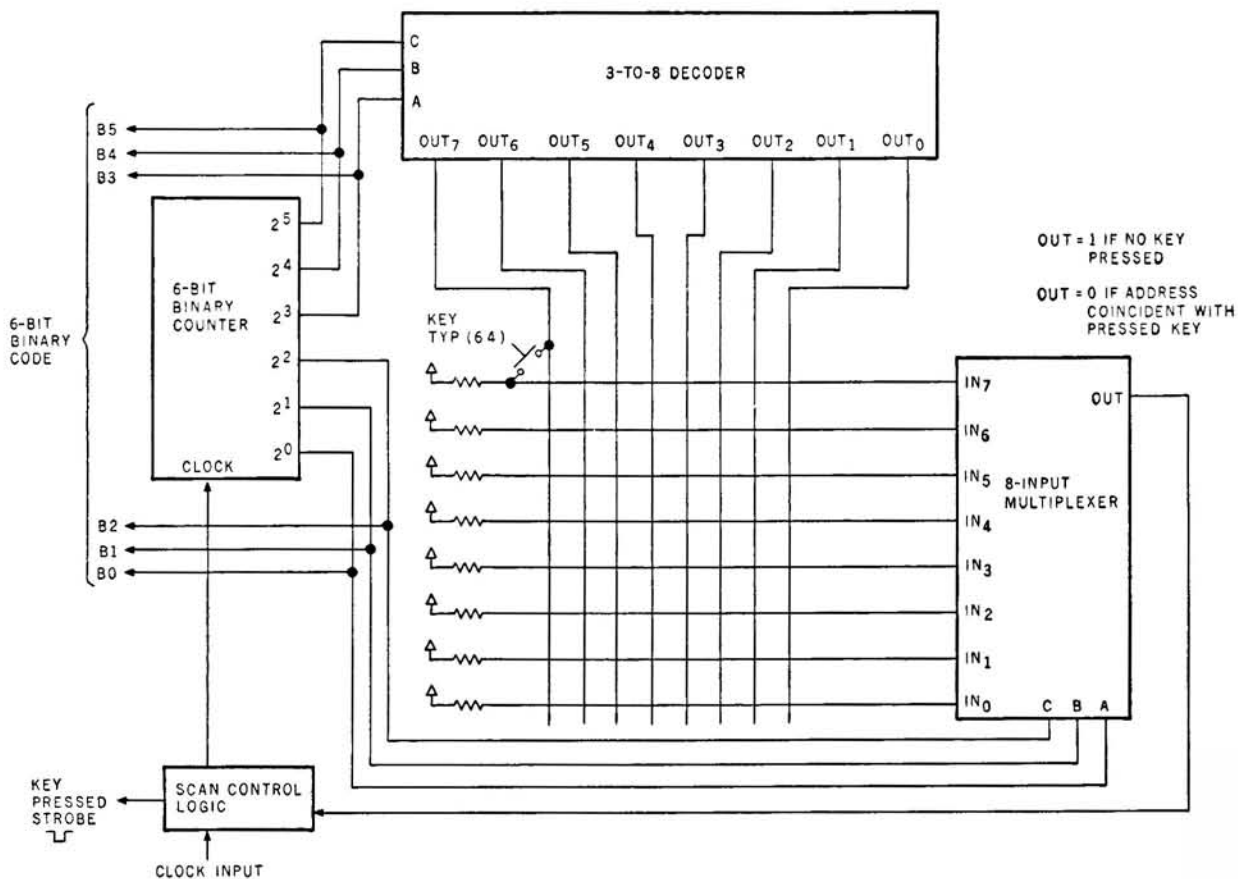 C
B
A
3-TO-8 DECODER
OUT7 OUT6 OUT5 OUT4 OUT3 OUT2 OUT1 OUT0
B5
B4
B3
6-BIT
BINARY
CODE
6-BIT
BINARY
COUNTER
2^5
2^4
2^3
2^2
2^1
2^0
CLOCK
B2
B1
B0
KEY
TYP (64)
OUT = 1 IF NO KEY
PRESSED
OUT = 0 IF ADDRESS
COINCIDENT WITH
PRESSED KEY
IN7
IN6
IN5
IN4
IN3
IN2
IN1
IN0
OUT
8-INPUT
MULTIPLEXER
C B A
KEY
PRESSED
STROBE
SCAN CONTROL
LOGIC
CLOCK INPUT